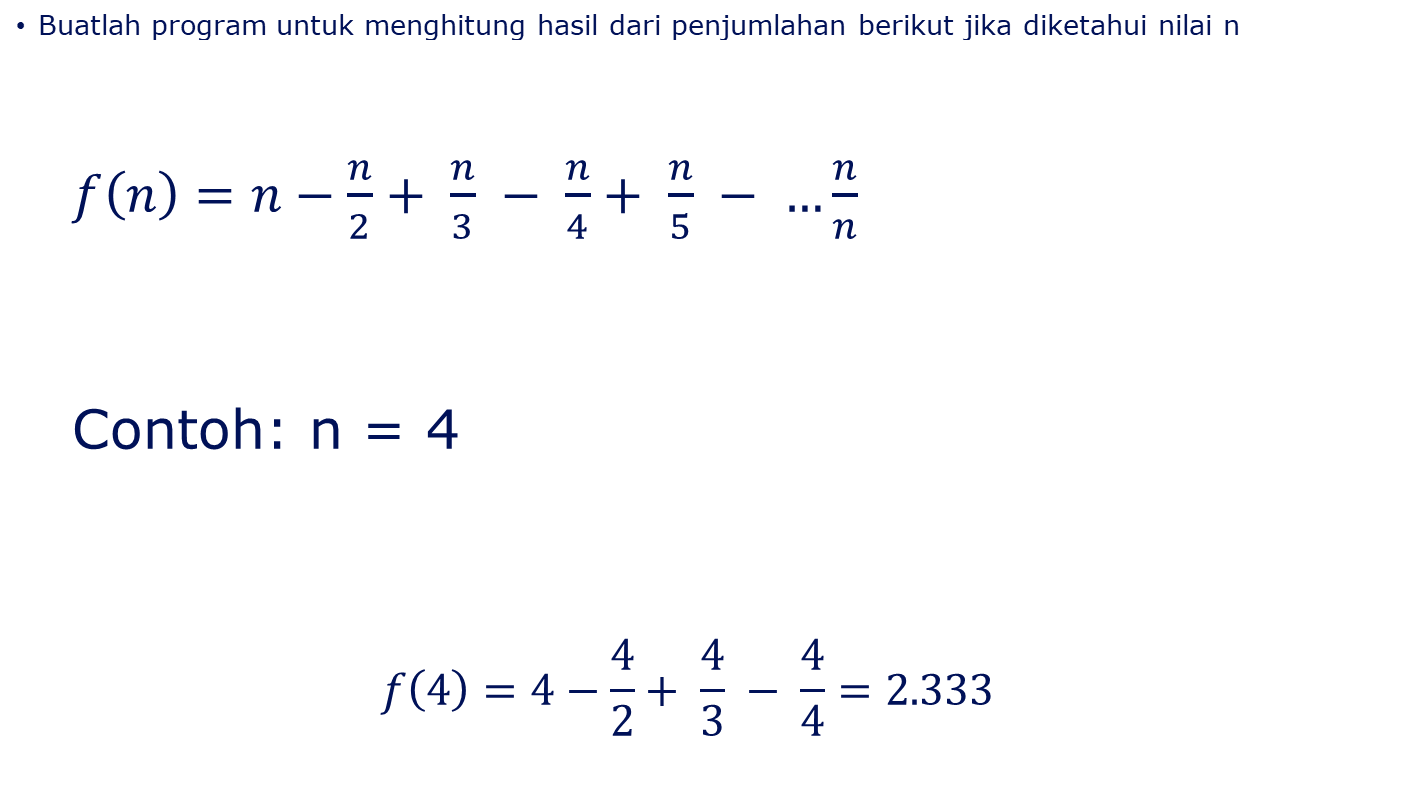 • Buatlah program untuk menghitung hasil dari penjumlahan berikut jika diketahui nilai n
f(n) = n − n/2 + n/3 − n/4 + n/5 − … n/n
Contoh: n = 4
f(4) = 4 − 4/2 + 4/3 − 4/4 = 2.333